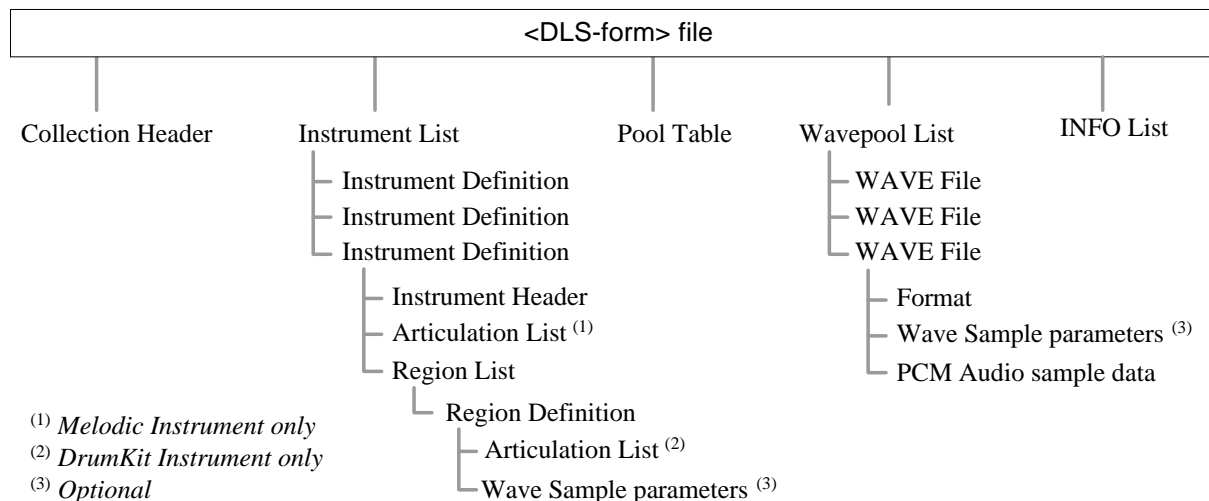 <DLS-form> file
Collection Header
Instrument List
Pool Table
Wavepool List
INFO List
Instrument Definition
Instrument Definition
Instrument Definition
WAVE File
WAVE File
WAVE File
Instrument Header
Articulation List (1)
Region List
Format
Wave Sample parameters (3)
PCM Audio sample data
Region Definition
Articulation List (2)
Wave Sample parameters (3)
(1) Melodic Instrument only
(2) DrumKit Instrument only
(3) Optional